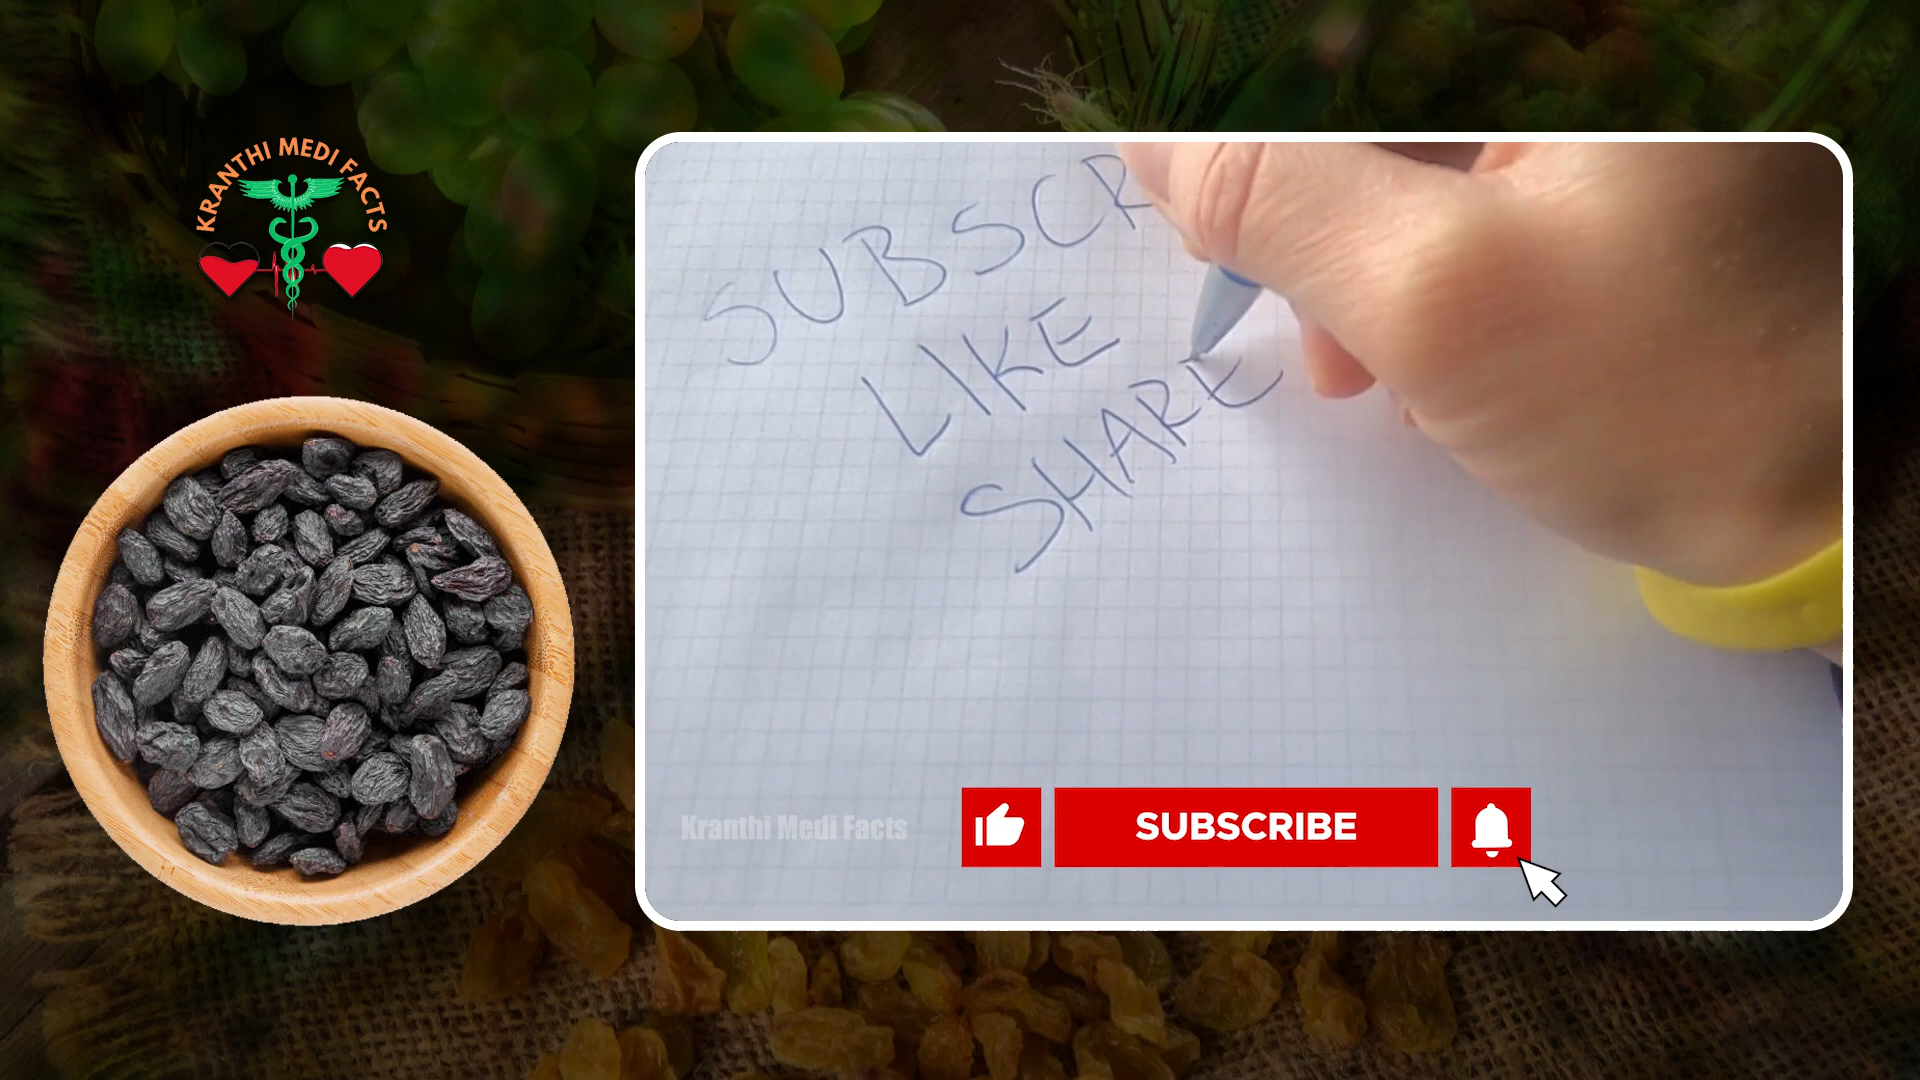 KRANTHI MEDI FACTS
SUBSCR
LIKE
SHARE
Kranthi Medi Facts
SUBSCRIBE